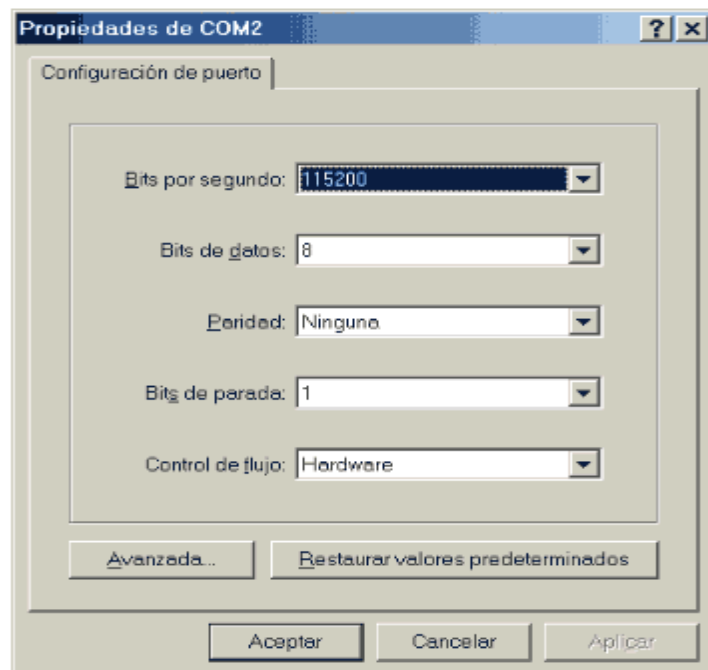 Propiedades de COM2
Configuración de puerto
Bits por segundo: 115200
Bits de datos: 8
Paridad: Ninguna
Bits de parada: 1
Control de flujo: Hardware
Avanzada... Restaurar valores predeterminados
Aceptar Cancelar Aplicar